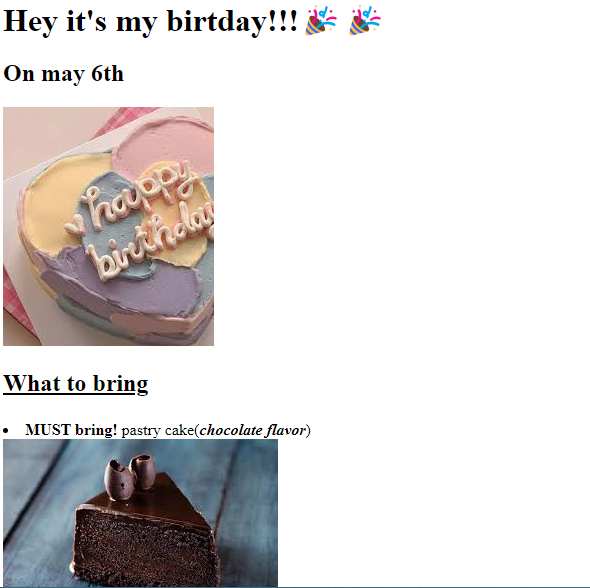 Hey it's my birtday!!! 🎉 🎉
On may 6th
happy
birthday
What to bring
• MUST bring! pastry cake(chocolate flavor)